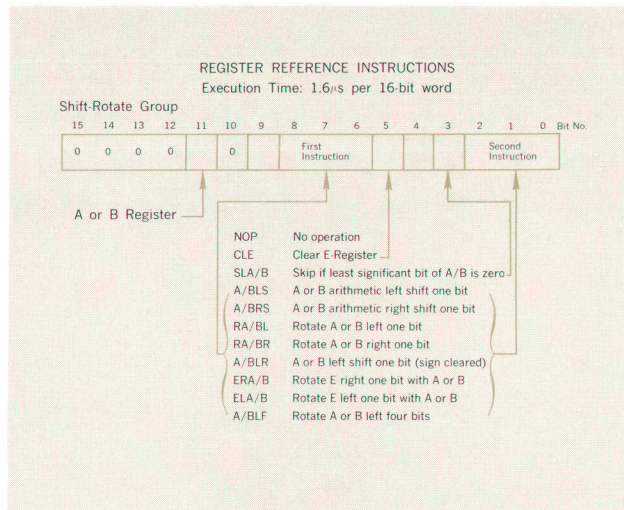 REGISTER REFERENCE INSTRUCTIONS
Execution Time: 1.6μs per 16-bit word
Shift-Rotate Group
15 14 13 12 11 10 9 8 7 6 5 4 3 2 1 0 Bit No.
0 0 0 0 0 First Instruction Second Instruction
A or B Register
NOP No operation
CLE Clear E-Register
SLA/B Skip if least significant bit of A/B is zero
A/BLS A or B arithmetic left shift one bit
A/BRS A or B arithmetic right shift one bit
RA/BL Rotate A or B left one bit
RA/BR Rotate A or B right one bit
A/BLR A or B left shift one bit (sign cleared)
ERA/B Rotate E right one bit with A or B
ELA/B Rotate E left one bit with A or B
A/BLF Rotate A or B left four bits